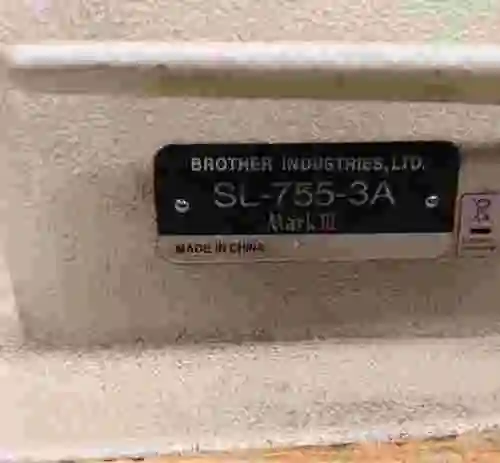 BROTHER INDUSTRIES, LTD.
SL-755-3A
Mark III
MADE IN CHINA